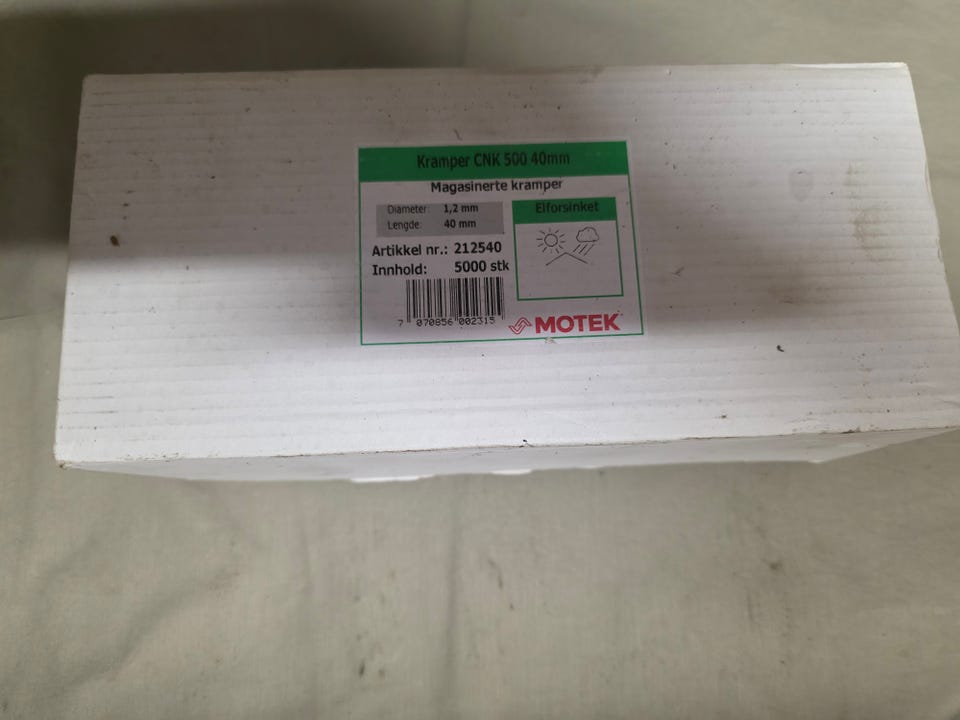 Kramper CNK 500 40mm
Magasinerte kramper
Diameter: 1,2 mm
Lengde: 40 mm
Elforsinket
Artikkel nr.: 212540
Innhold: 5000 stk
7 070856 002315
MOTEK